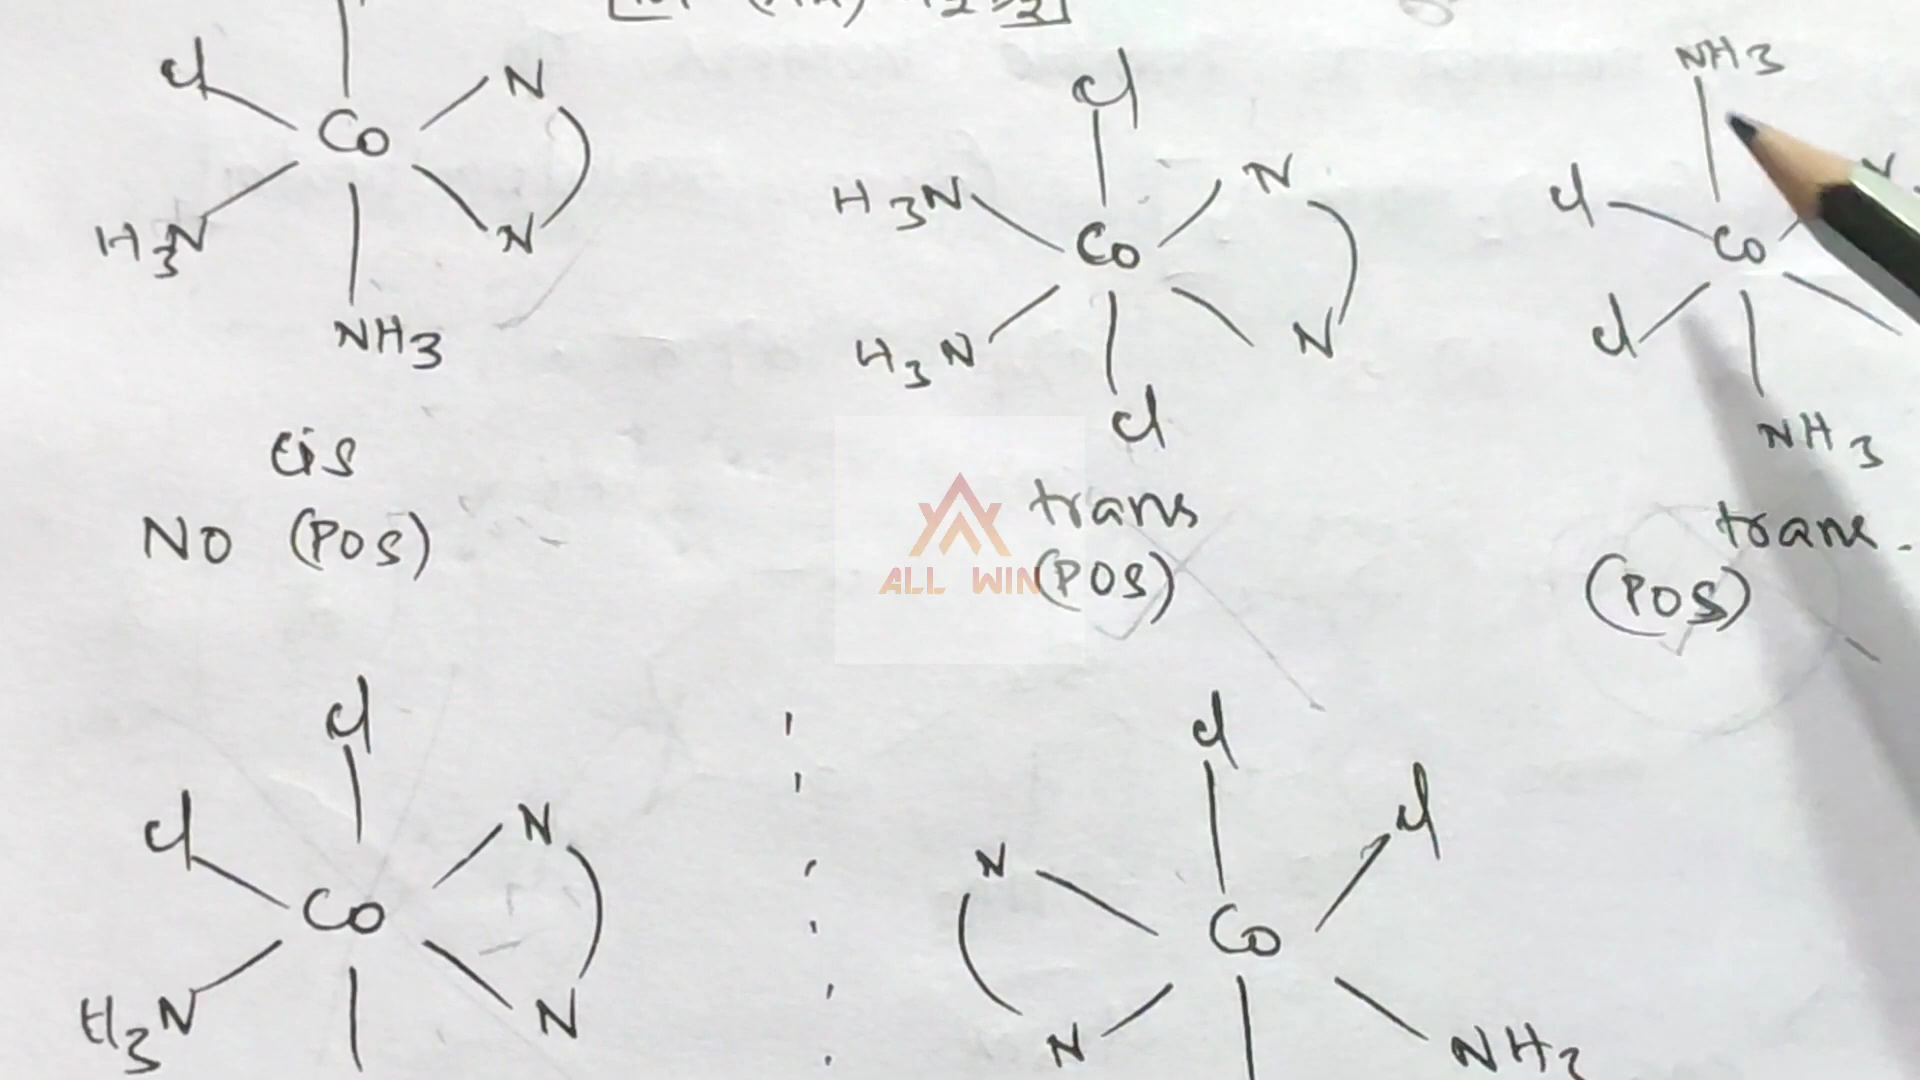 Cl
N
Co
H3N
N
NH3
cis
NO (POS)
Cl
H3N
N
Co
H3N
N
Cl
trans
(POS)
NH3
Cl
N
Co
Cl
NH3
trans.
(POS)
ALL WIN
Cl
Cl
N
Co
H3N
N
Cl
N
Cl
Co
N
NH3